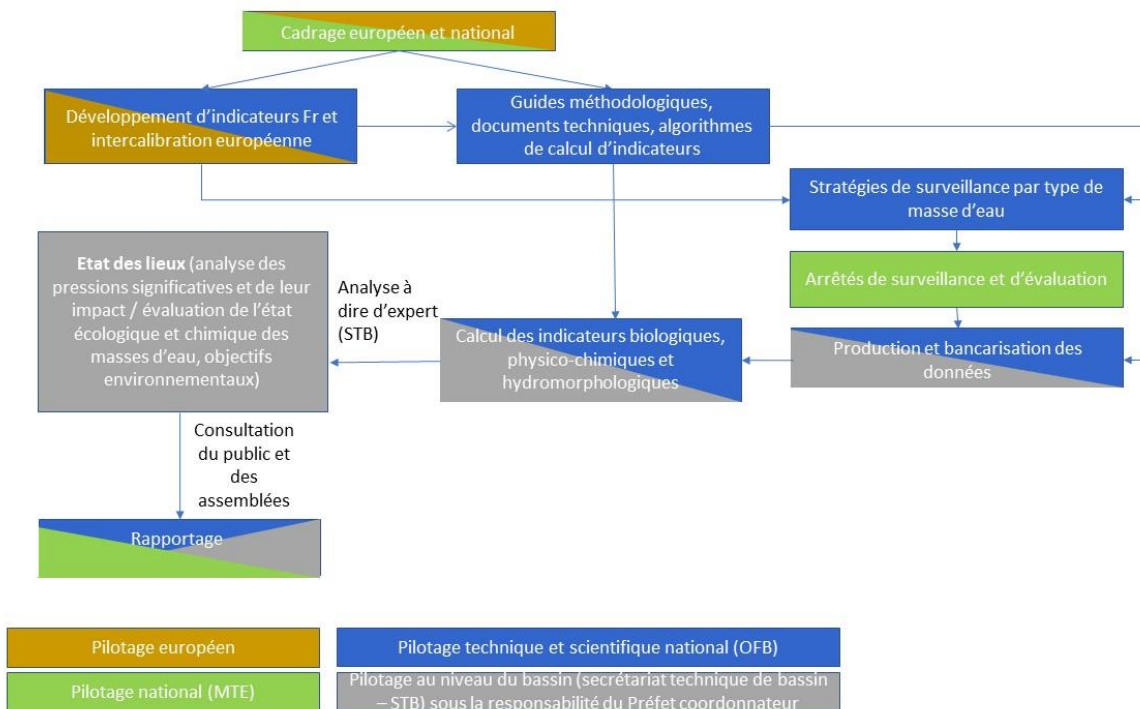 Cadrage européen et national
Développement d'indicateurs Fr et
intercalibration européenne
Guides méthodologiques,
documents techniques, algorithmes
de calcul d'indicateurs
Stratégies de surveillance par type de
masse d'eau
Etat des lieux (analyse des
pressions significatives et de leur
impact / évaluation de l'état
écologique et chimique des
masses d'eau, objectifs
environnementaux)
Analyse à
dire d'expert
(STB)
Arrêtés de surveillance et d'évaluation
Calcul des indicateurs biologiques,
physico-chimiques et
hydromorphologiques
Production et bancarisation des
données
Consultation
du public et
des
assemblées
Rapportage
Pilotage européen
Pilotage technique et scientifique national (OFB)
Pilotage national (MTE)
Pilotage au niveau du bassin (secrétariat technique de bassin
– STB) sous la responsabilité du Préfet coordonnateur